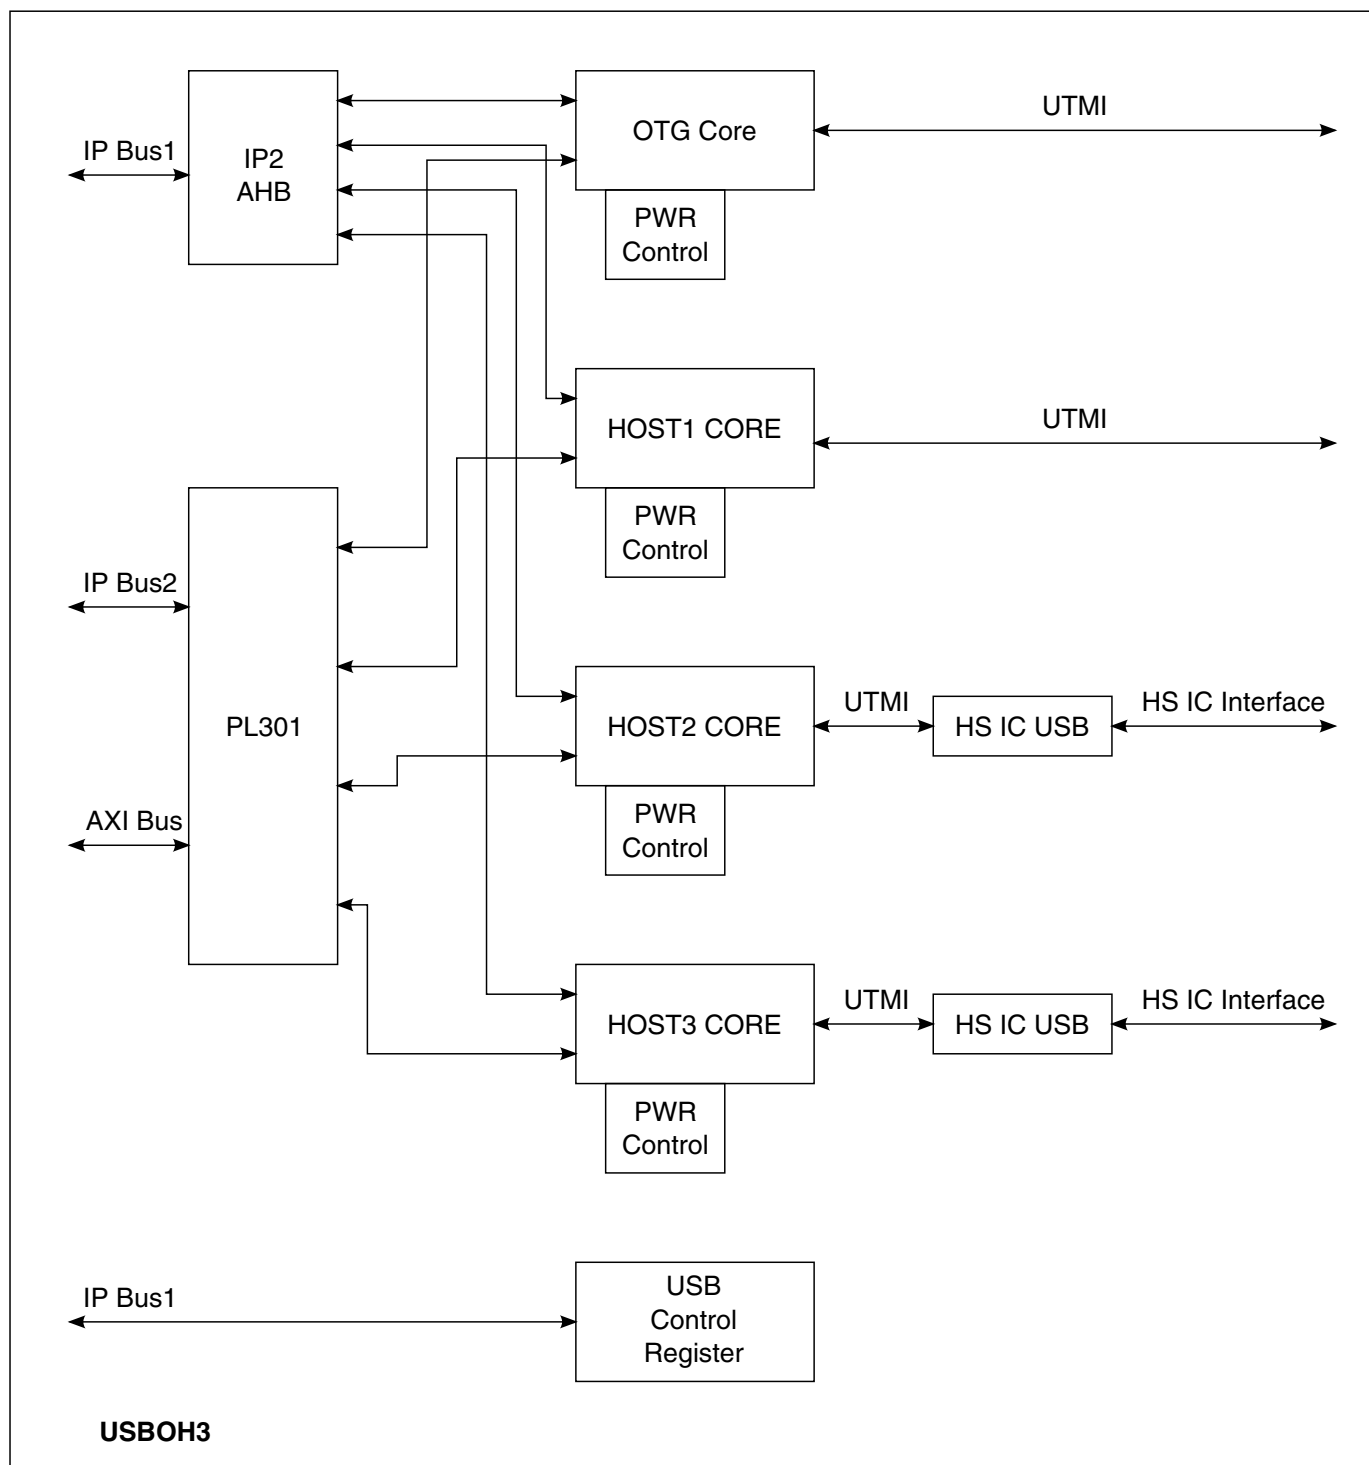 IP Bus1
IP2
AHB
OTG Core
UTMI
PWR
Control
HOST1 CORE
UTMI
PWR
Control
IP Bus2
PL301
AXI Bus
HOST2 CORE
UTMI
HS IC USB
HS IC Interface
PWR
Control
HOST3 CORE
UTMI
HS IC USB
HS IC Interface
PWR
Control
IP Bus1
USB
Control
Register
USBOH3